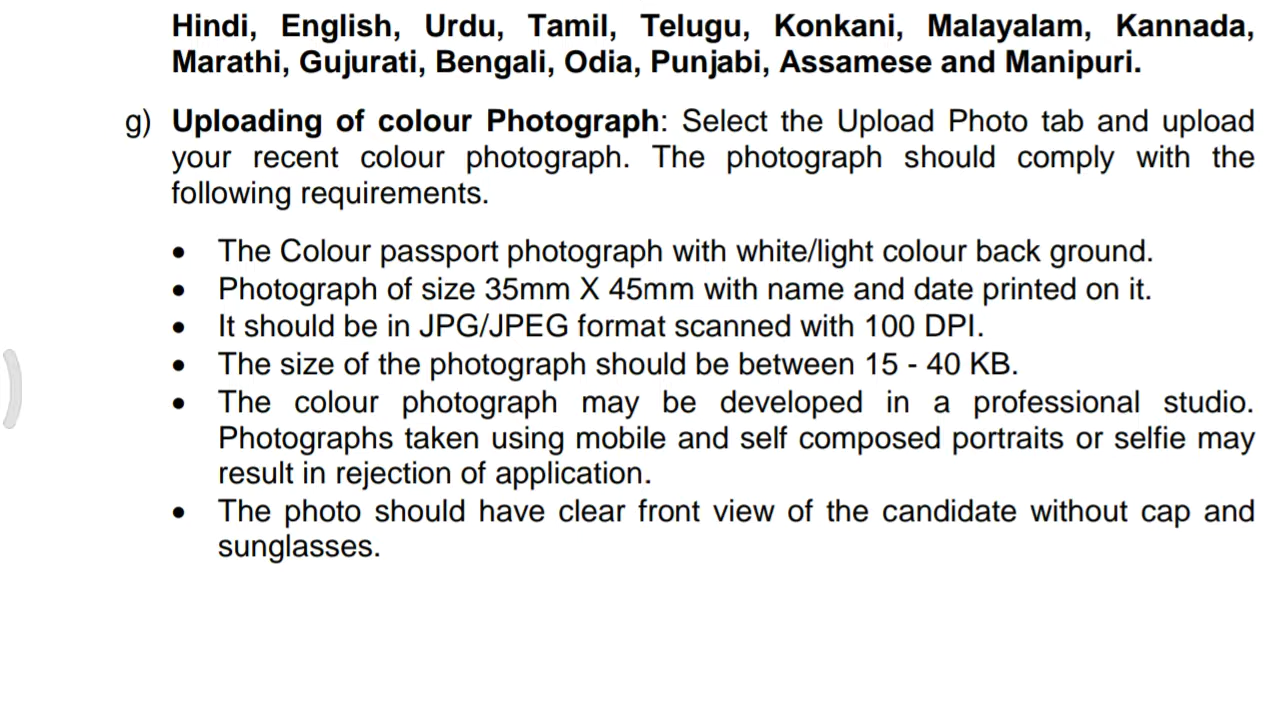 Hindi, English, Urdu, Tamil, Telugu, Konkani, Malayalam, Kannada,
Marathi, Gujurati, Bengali, Odia, Punjabi, Assamese and Manipuri.
g) Uploading of colour Photograph: Select the Upload Photo tab and upload
your recent colour photograph. The photograph should comply with the
following requirements.
• The Colour passport photograph with white/light colour back ground.
• Photograph of size 35mm X 45mm with name and date printed on it.
• It should be in JPG/JPEG format scanned with 100 DPI.
• The size of the photograph should be between 15 - 40 KB.
• The colour photograph may be developed in a professional studio.
Photographs taken using mobile and self composed portraits or selfie may
result in rejection of application.
• The photo should have clear front view of the candidate without cap and
sunglasses.